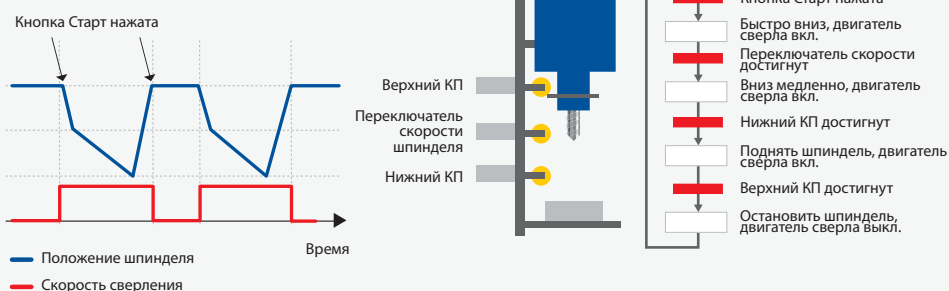 Кнопка Старт нажата
Время
Положение шпинделя
Скорость сверления
Верхний КП
Переключатель
скорости
шпинделя
Нижний КП
Кнопка Старт нажата
Быстро вниз, двигатель
сверла вкл.
Переключатель скорости
достигнут
Вниз медленно, двигатель
сверла вкл.
Нижний КП достигнут
Поднять шпиндель, двигатель
сверла вкл.
Верхний КП достигнут
Остановить шпиндель,
двигатель сверла выкл.